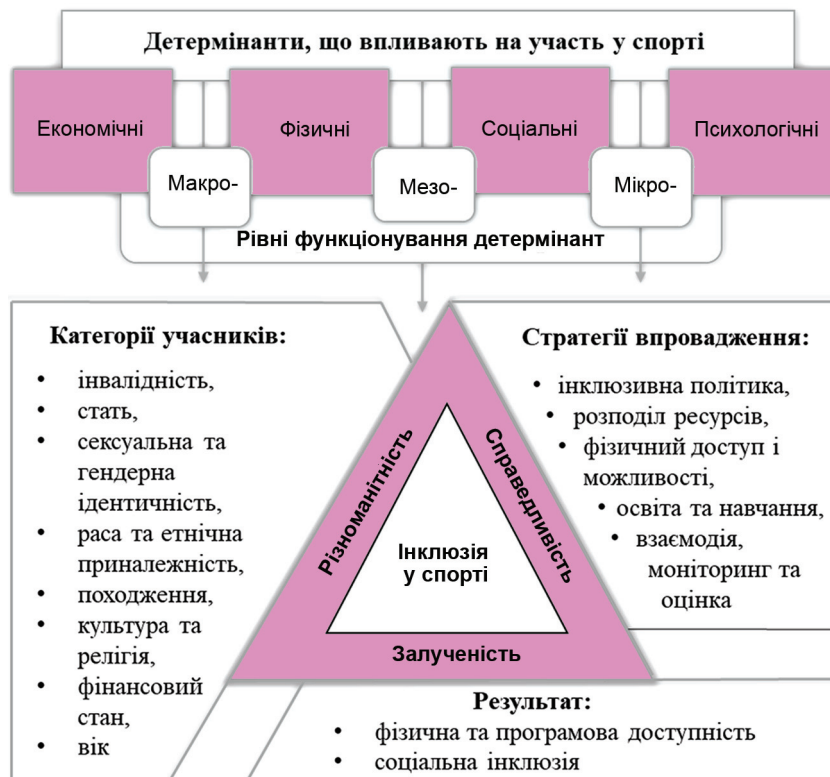 Детермінанти, що впливають на участь у спорті
Економічні
Фізичні
Соціальні
Психологічні
Макро-
Мезо-
Мікро-
Рівні функціонування детермінант
Категорії учасників:
• інвалідність,
• стать,
• сексуальна та
гендерна
ідентичність,
• раса та етнічна
приналежність,
• походження,
• культура та
релігія,
• фінансовий
стан,
• вік
Різноманітність
Справедливість
Інклюзія
у спорті
Залученість
Стратегії впровадження:
• інклюзивна політика,
• розподіл ресурсів,
• фізичний доступ і
можливості,
• освіта та навчання,
• взаємодія,
моніторинг та
оцінка
Результат:
• фізична та програмова доступність
• соціальна інклюзія